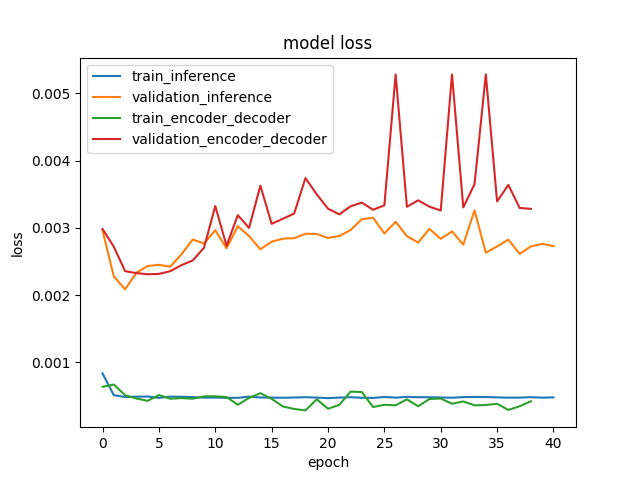 model loss
train_inference
validation_inference
train_encoder_decoder
validation_encoder_decoder
0.005
0.004
0.003
0.002
0.001
loss
0 5 10 15 20 25 30 35 40
epoch